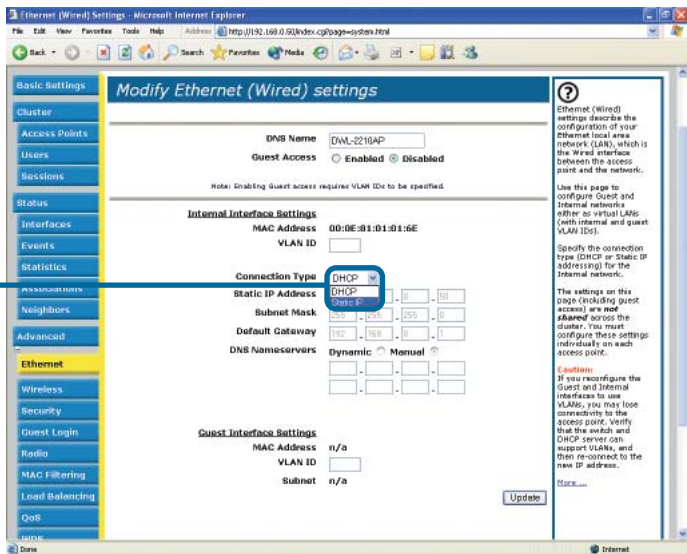 Ethernet (Wired) Settings - Microsoft Internet Explorer
File Edit View Favorites Tools Help Address http://192.168.0.50/index.cgi?page=system.html
Back Search Favorites Media
Basic Settings
Cluster
Access Points
Users
Sessions
Status
Interfaces
Events
Statistics
Associations
Neighbors
Advanced
Ethernet
Wireless
Security
Guest Login
Radio
MAC Filtering
Load Balancing
QoS
WDS
Modify Ethernet (Wired) settings
DNS Name DWL-2210AP
Guest Access Enabled Disabled
Note: Enabling Guest access requires VLAN IDs to be specified.
Internal Interface Settings
MAC Address 00:0E:81:01:01:6E
VLAN ID
Connection Type DHCP
DHCP
Static IP
Static IP Address . 0 . 50
Subnet Mask 255 . 255 . 255 . 0
Default Gateway 192 . 168 . 0 . 1
DNS Nameservers Dynamic Manual
. . .
. . .
Guest Interface Settings
MAC Address n/a
VLAN ID
Subnet n/a
Update
?
Ethernet (Wired)
settings describe the
configuration of your
Ethernet local area
network (LAN), which is
the Wired interface
between the access
point and the network.
Use this page to
configure Guest and
Internal networks
either as virtual LANs
(with internal and guest
VLAN IDs).
Specify the connection
type (DHCP or Static IP
addressing) for the
Internal network.
The settings on this
page (including guest
access) are not
shared across the
cluster. You must
configure these settings
individually on each
access point.
Caution:
If you reconfigure the
Guest and Internal
interfaces to use
VLANs, you may lose
connectivity to the
access point. Verify
that the switch and
DHCP server can
support VLANs, and
then re-connect to the
new IP address.
More ...
Done Internet